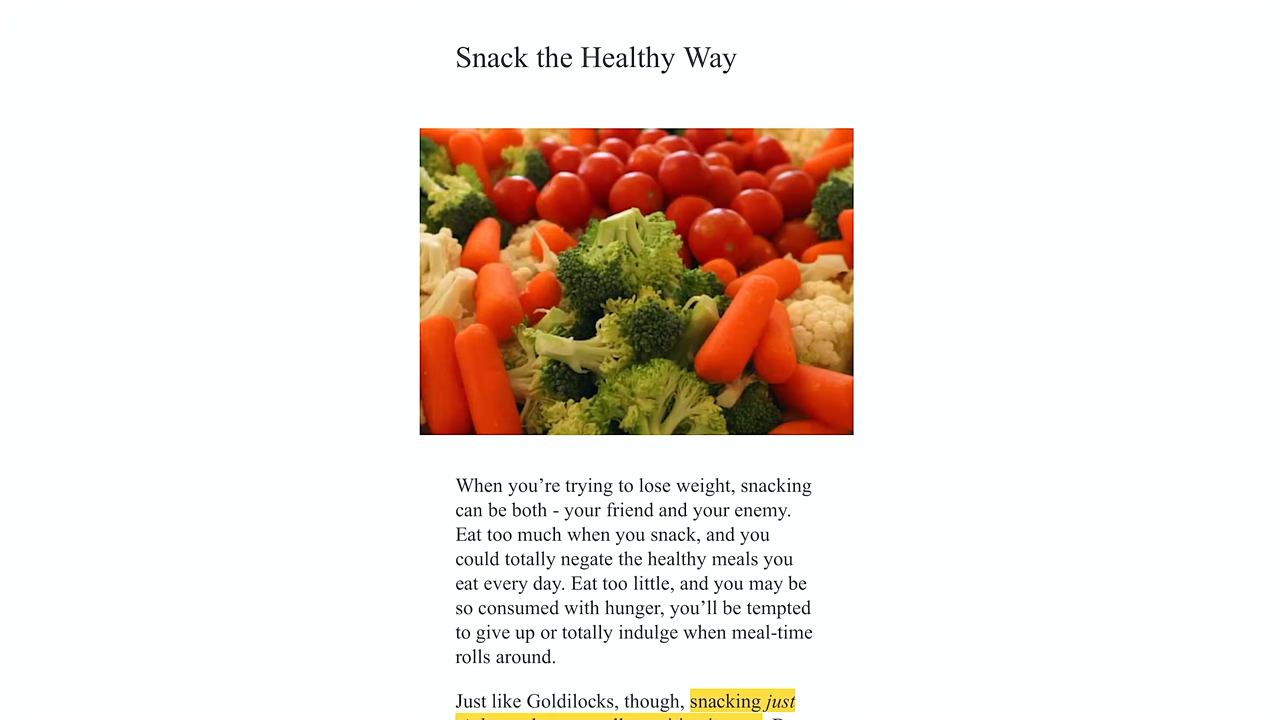 Snack the Healthy Way
When you’re trying to lose weight, snacking
can be both - your friend and your enemy.
Eat too much when you snack, and you
could totally negate the healthy meals you
eat every day. Eat too little, and you may be
so consumed with hunger, you’ll be tempted
to give up or totally indulge when meal-time
rolls around.
Just like Goldilocks, though, snacking just